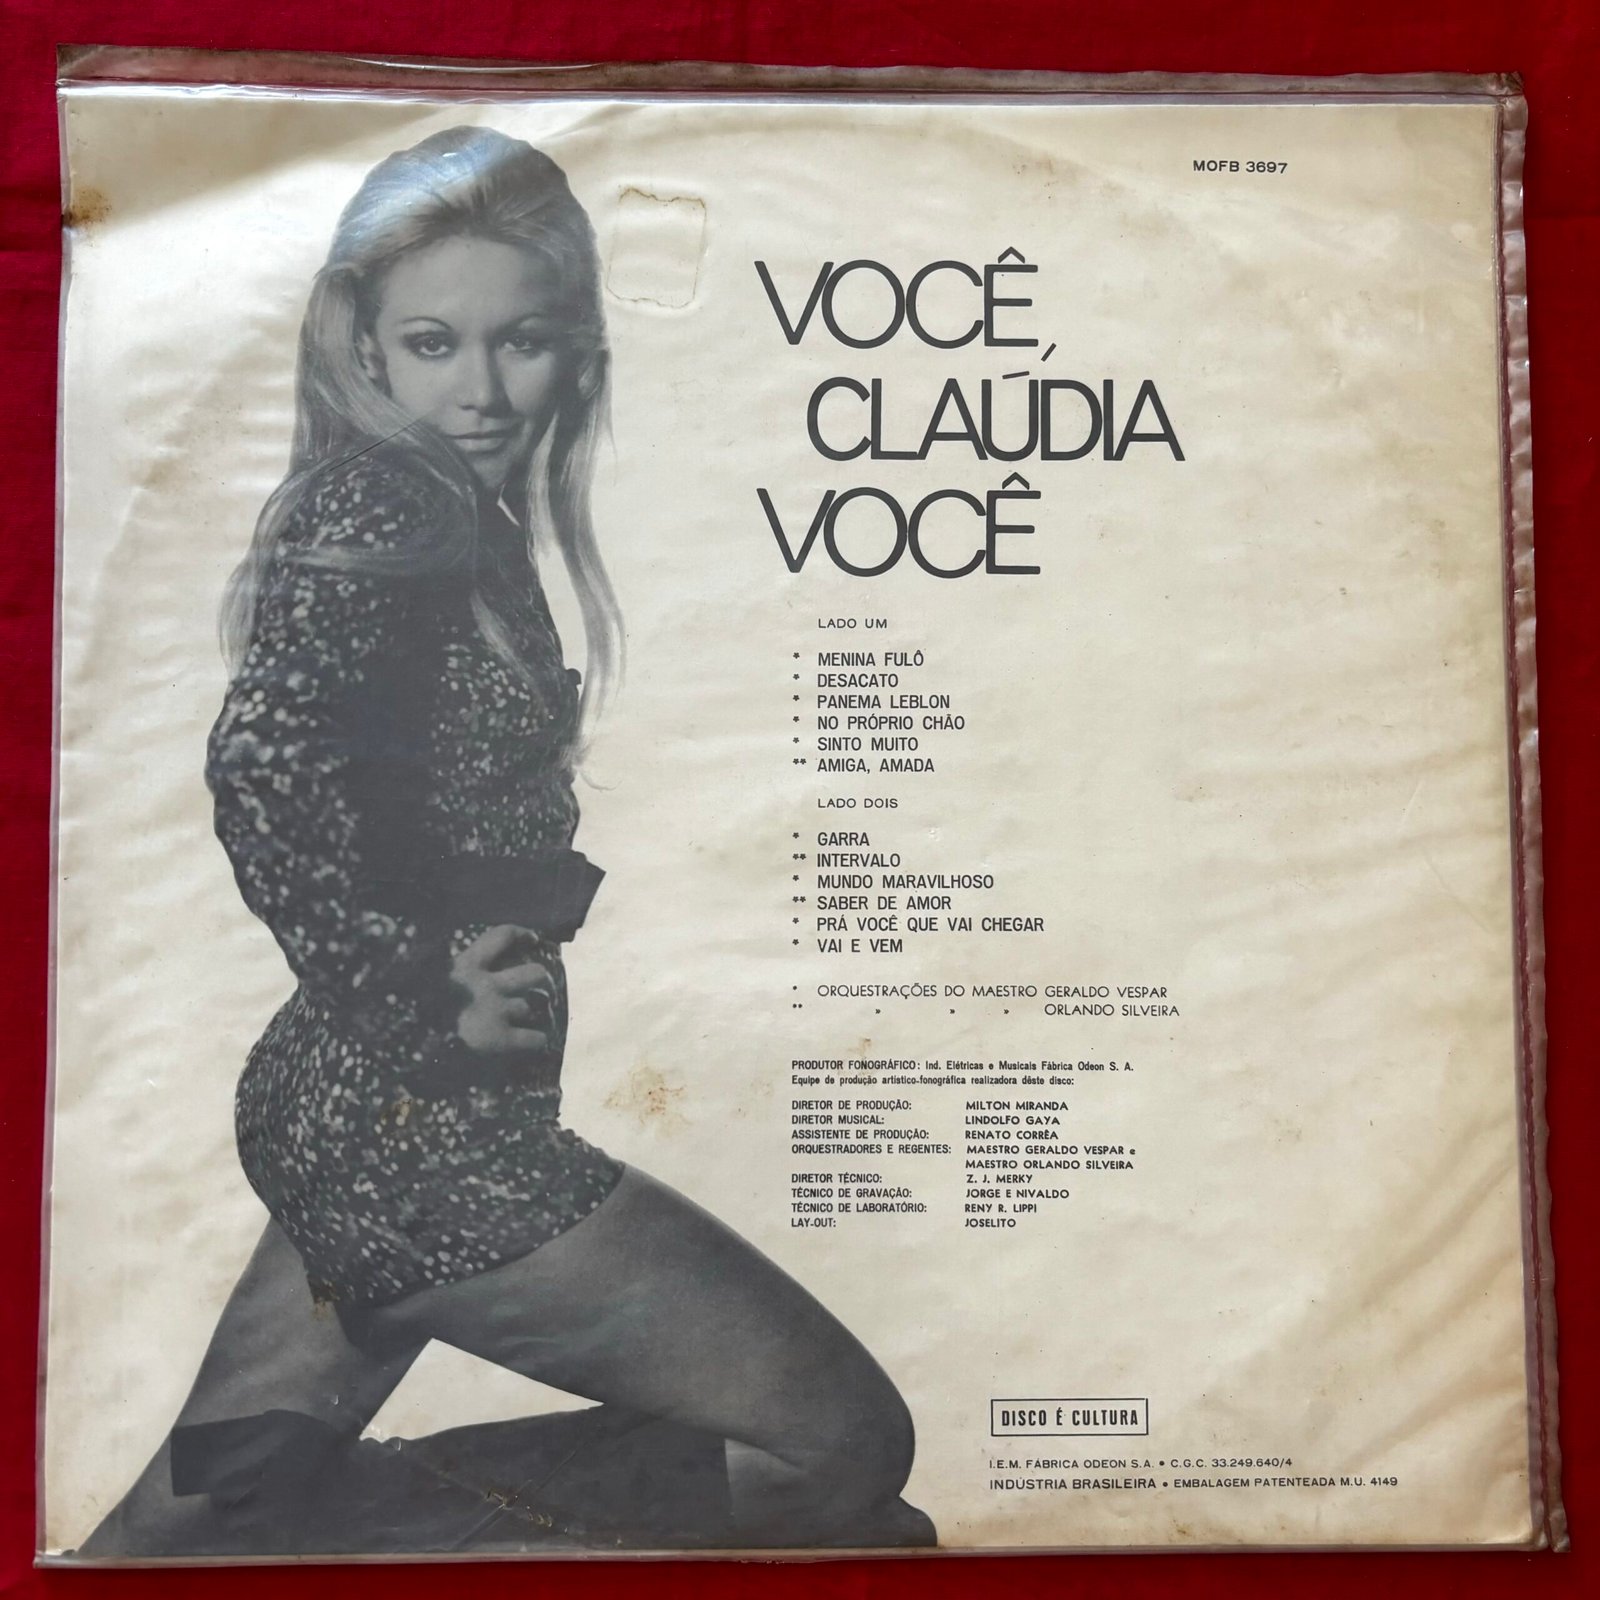 MOFB 3697
VOCÊ,
CLAÚDIA
VOCÊ
LADO UM
* MENINA FULÔ
* DESACATO
* PANEMA LEBLON
* NO PRÓPRIO CHÃO
* SINTO MUITO
** AMIGA, AMADA
LADO DOIS
* GARRA
** INTERVALO
* MUNDO MARAVILHOSO
** SABER DE AMOR
* PRÁ VOCÊ QUE VAI CHEGAR
* VAI E VEM
* ORQUESTRAÇÕES DO MAESTRO GERALDO VESPAR
** » » » ORLANDO SILVEIRA
PRODUTOR FONOGRÁFICO: Ind. Elétricas e Musicais Fábrica Odeon S. A.
Equipe de produção artístico-fonográfica realizadora dêste disco:
DIRETOR DE PRODUÇÃO: MILTON MIRANDA
DIRETOR MUSICAL: LINDOLFO GAYA
ASSISTENTE DE PRODUÇÃO: RENATO CORRÊA
ORQUESTRADORES E REGENTES: MAESTRO GERALDO VESPAR e
MAESTRO ORLANDO SILVEIRA
DIRETOR TÉCNICO: Z. J. MERKY
TÉCNICO DE GRAVAÇÃO: JORGE E NIVALDO
TÉCNICO DE LABORATÓRIO: RENY R. LIPPI
LAY-OUT: JOSELITO
DISCO É CULTURA
I.E.M. FÁBRICA ODEON S.A. • C.G.C. 33.249.640/4
INDÚSTRIA BRASILEIRA • EMBALAGEM PATENTEADA M.U. 4149